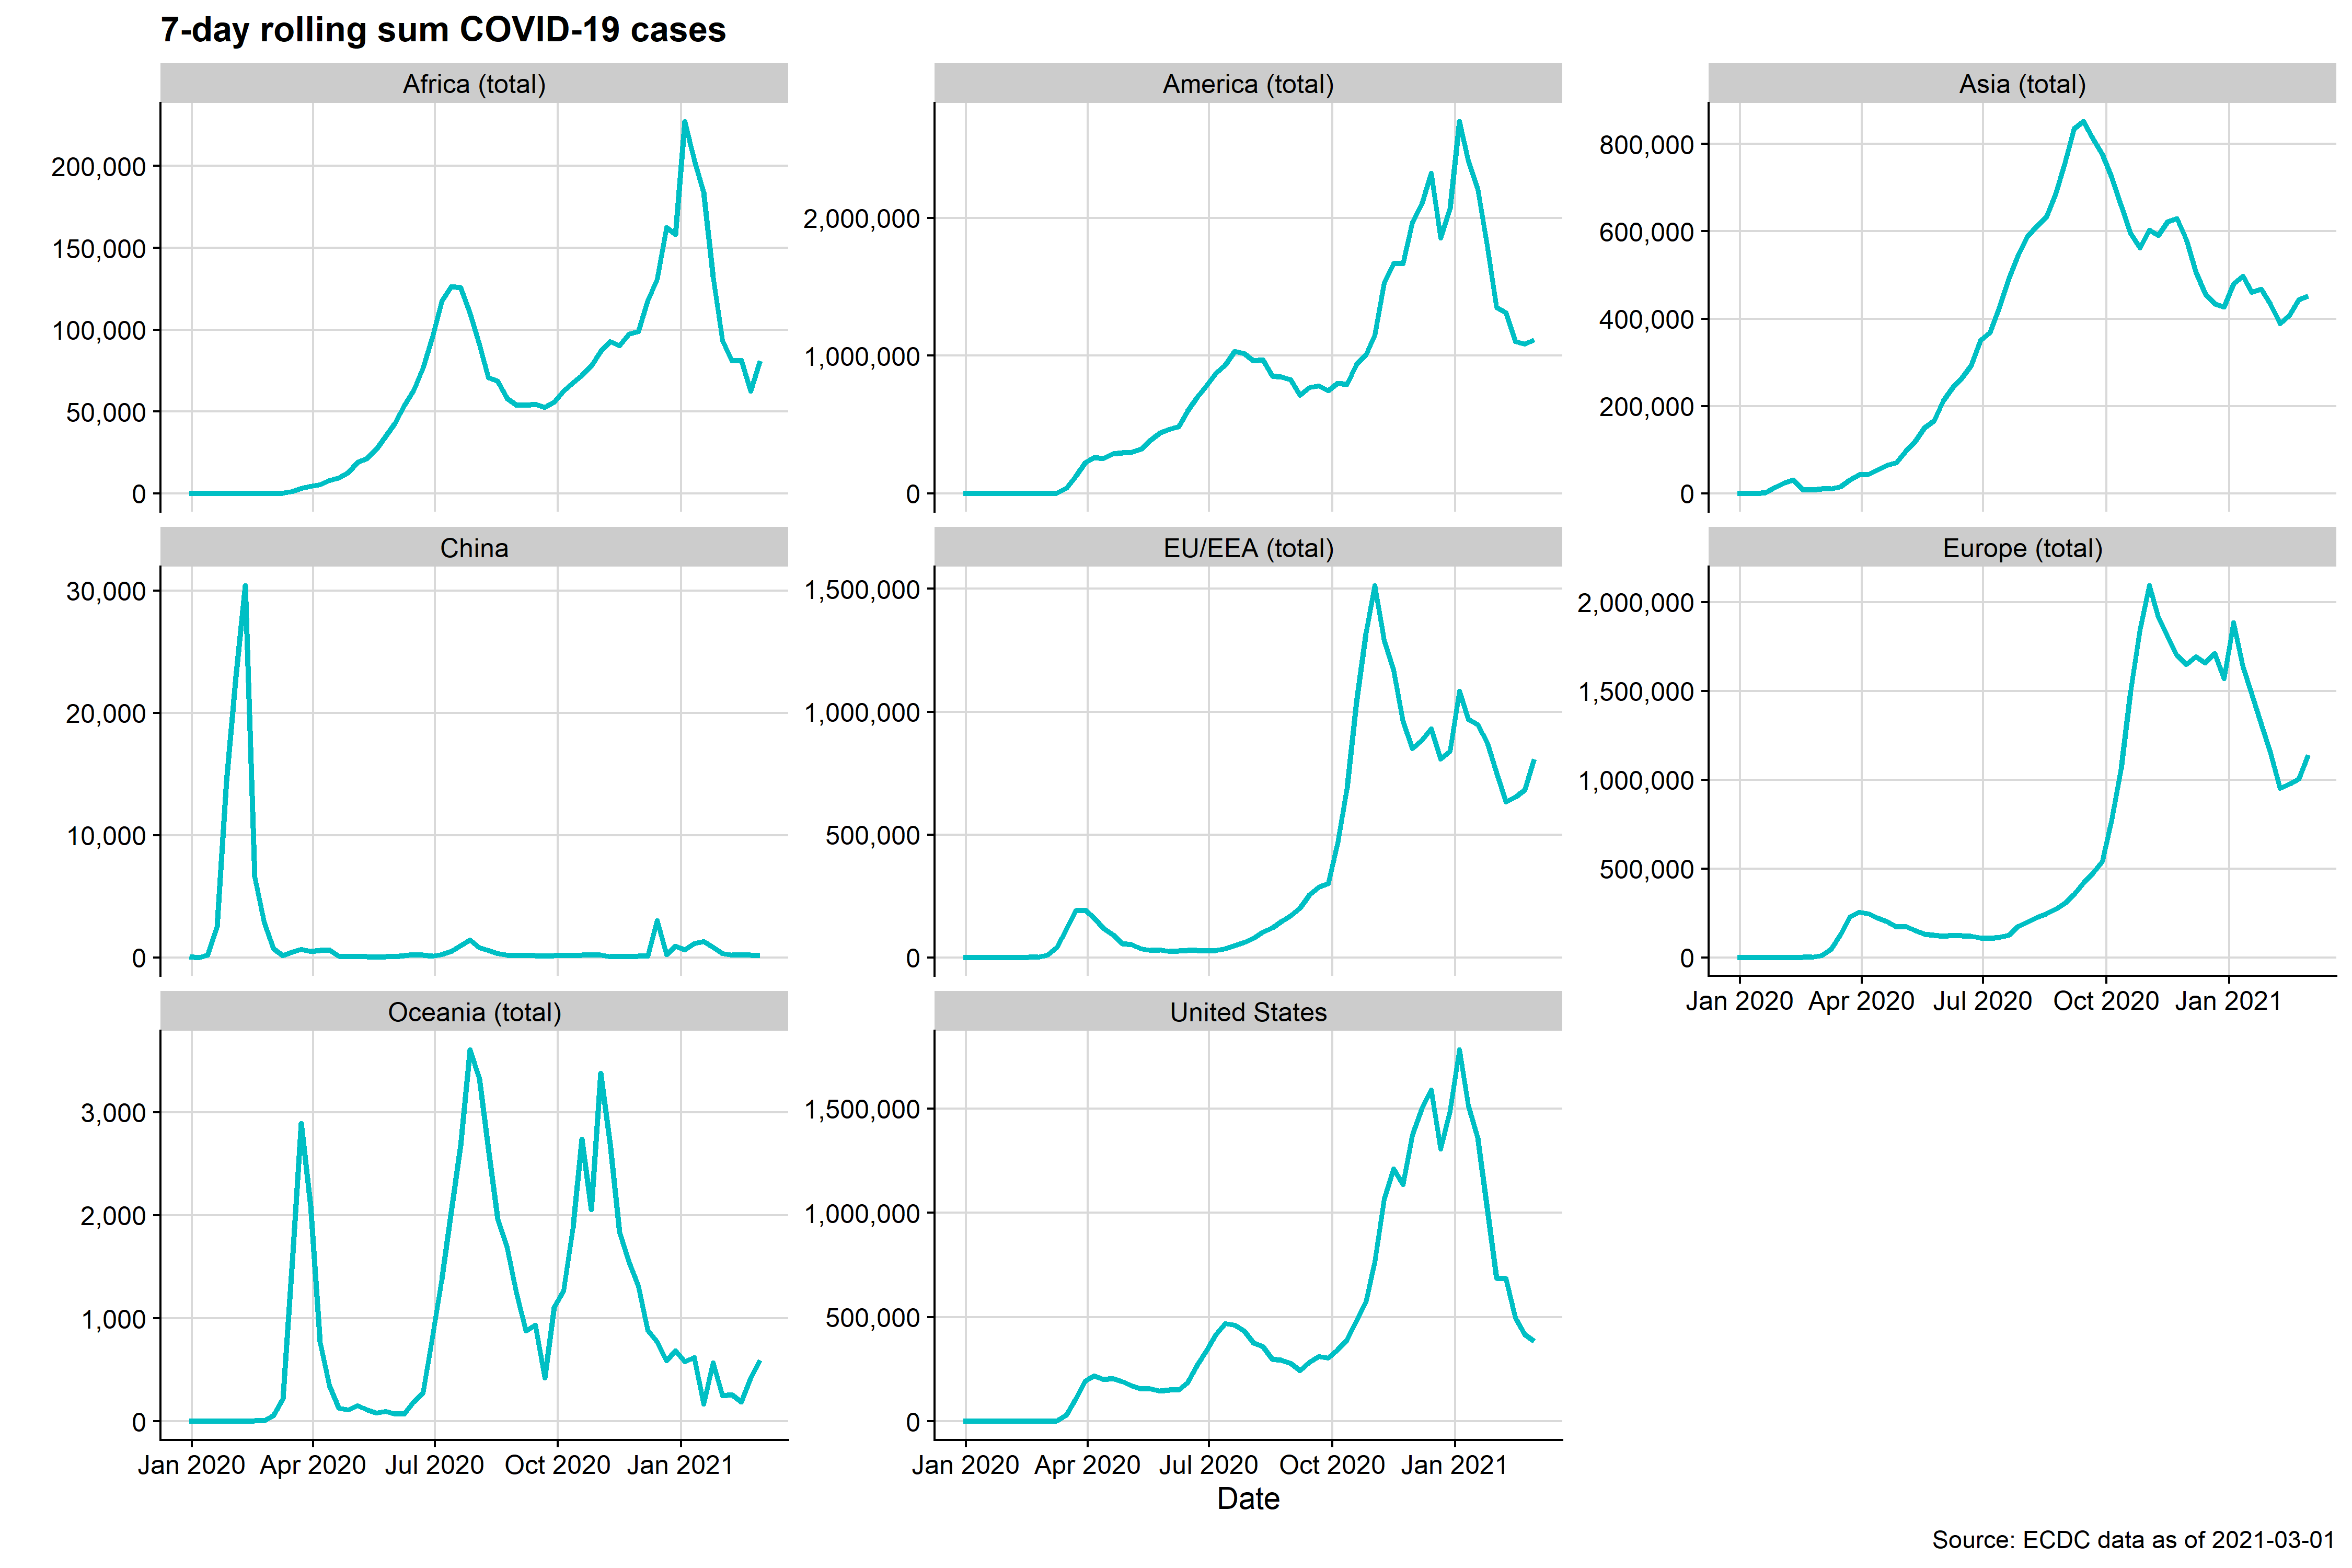 7-day rolling sum COVID-19 cases
Africa (total)
200,000
150,000
100,000
50,000
0
America (total)
2,000,000
1,000,000
0
Asia (total)
800,000
600,000
400,000
200,000
0
China
30,000
20,000
10,000
0
EU/EEA (total)
1,500,000
1,000,000
500,000
0
Europe (total)
2,000,000
1,500,000
1,000,000
500,000
0
Jan 2020 Apr 2020 Jul 2020 Oct 2020 Jan 2021
Oceania (total)
3,000
2,000
1,000
0
Jan 2020 Apr 2020 Jul 2020 Oct 2020 Jan 2021
United States
1,500,000
1,000,000
500,000
0
Jan 2020 Apr 2020 Jul 2020 Oct 2020 Jan 2021
Date
Source: ECDC data as of 2021-03-01